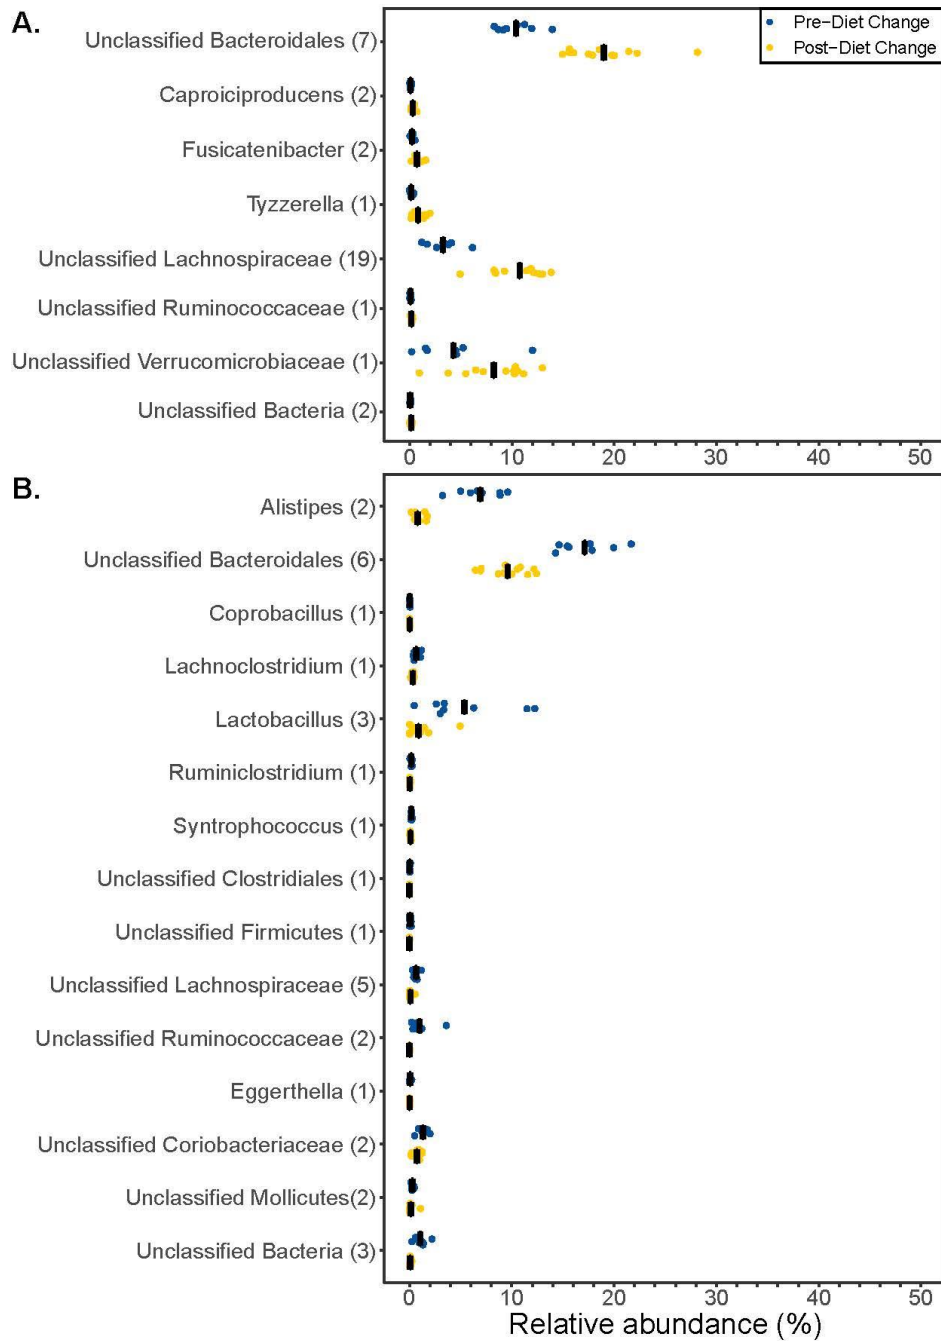 A.
Pre−Diet Change
Post−Diet Change
Unclassified Bacteroidales (7)
Caproiciproducens (2)
Fusicatenibacter (2)
Tyzzerella (1)
Unclassified Lachnospiraceae (19)
Unclassified Ruminococcaceae (1)
Unclassified Verrucomicrobiaceae (1)
Unclassified Bacteria (2)
0 10 20 30 40 50
B.
Alistipes (2)
Unclassified Bacteroidales (6)
Coprobacillus (1)
Lachnoclostridium (1)
Lactobacillus (3)
Ruminiclostridium (1)
Syntrophococcus (1)
Unclassified Clostridiales (1)
Unclassified Firmicutes (1)
Unclassified Lachnospiraceae (5)
Unclassified Ruminococcaceae (2)
Eggerthella (1)
Unclassified Coriobacteriaceae (2)
Unclassified Mollicutes(2)
Unclassified Bacteria (3)
0 10 20 30 40 50
Relative abundance (%)